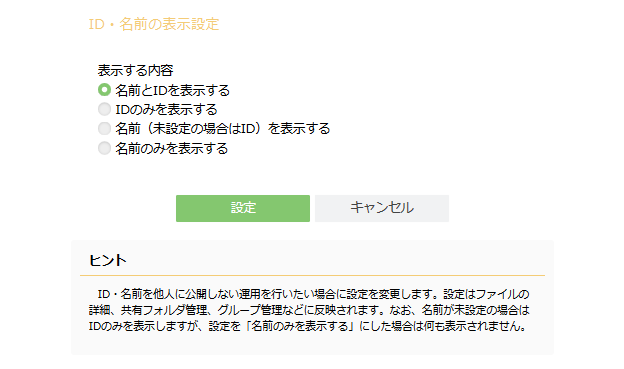 ID・名前の表示設定
表示する内容
名前とIDを表示する
IDのみを表示する
名前（未設定の場合はID）を表示する
名前のみを表示する
設定 キャンセル
ヒント
ID・名前を他人に公開しない運用を行いたい場合に設定を変更します。設定はファイルの
詳細、共有フォルダ管理、グループ管理などに反映されます。なお、名前が未設定の場合は
IDのみを表示しますが、設定を「名前のみを表示する」にした場合は何も表示されません。